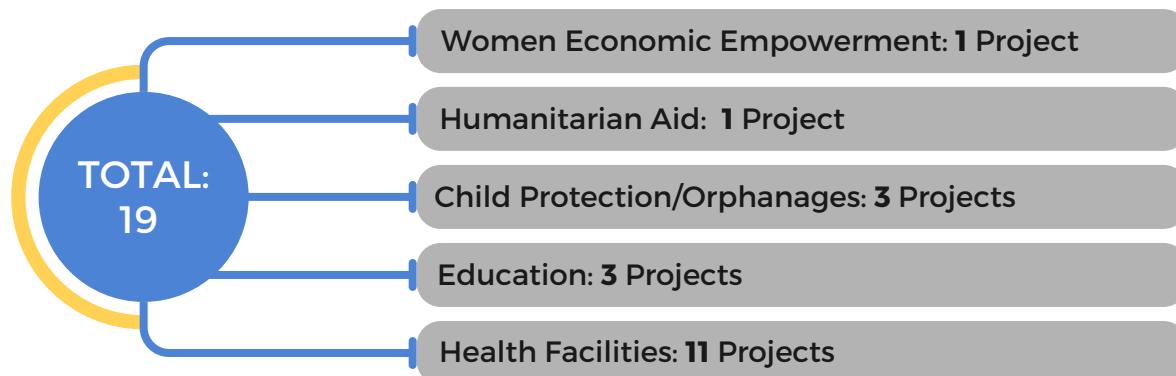 Women Economic Empowerment: 1 Project
Humanitarian Aid: 1 Project
TOTAL:
19
Child Protection/Orphanages: 3 Projects
Education: 3 Projects
Health Facilities: 11 Projects